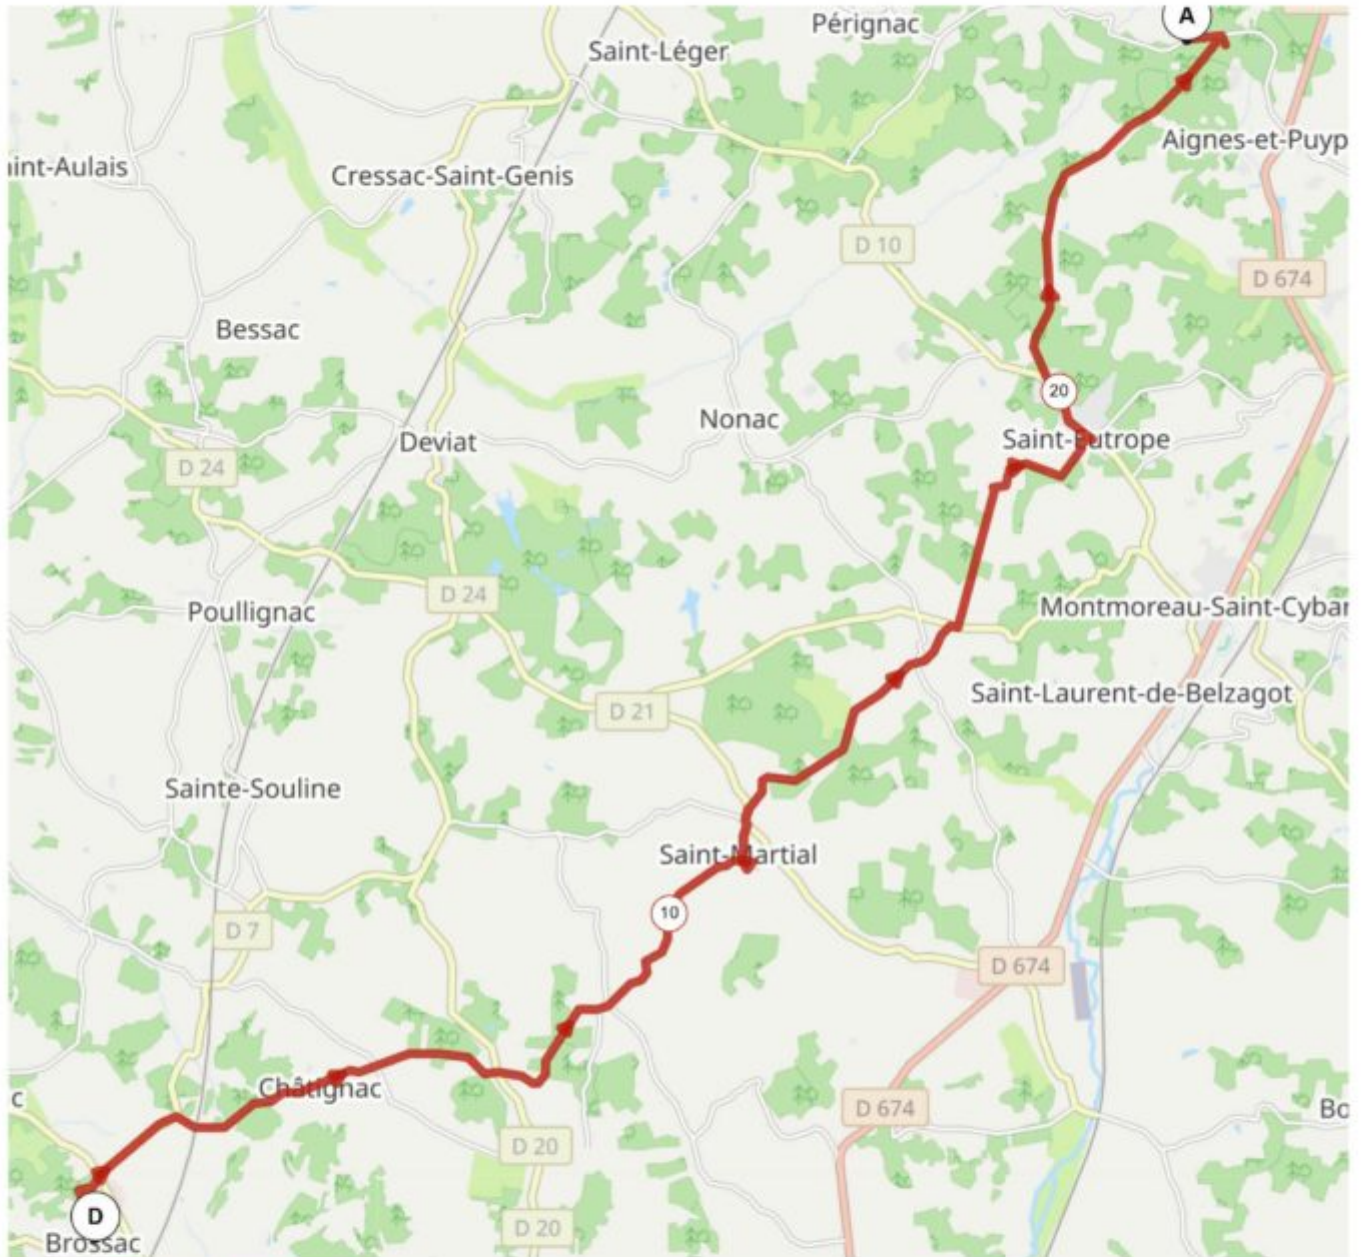 A
Pérignac
Saint-Léger
Aignes-et-Puyp
aint-Aulais
Cressac-Saint-Genis
D 10
D 674
Bessac
20
Nonac
Saint-Eutrope
Deviat
D 24
D 24
Poullignac
Montmoreau-Saint-Cybar
Saint-Laurent-de-Belzagot
D 21
Sainte-Souline
Saint-Martial
10
D 7
D 674
Châtignac
c
D 674
Bo
D 20
D
D 20
Brossac